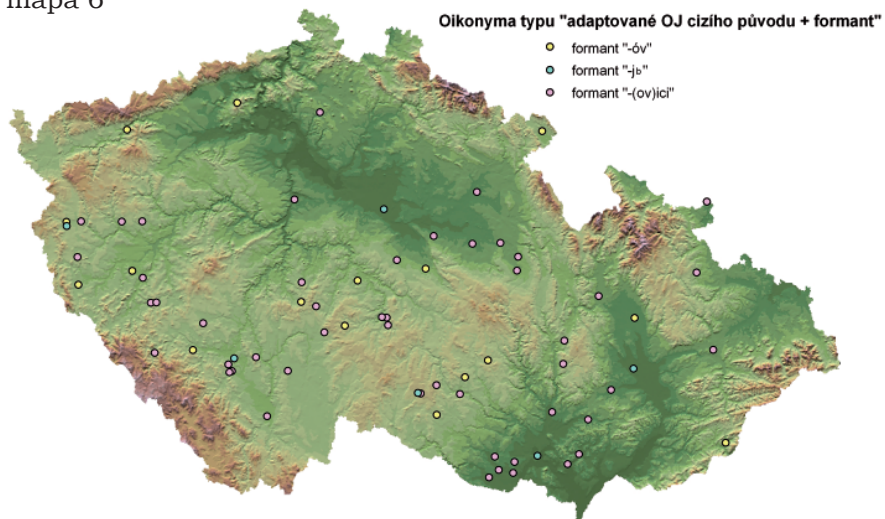 mapa 6
Oikonyma typu "adaptované OJ cizího původu + formant"
formant "-óv"
formant "-jь"
formant "-(ov)ici"